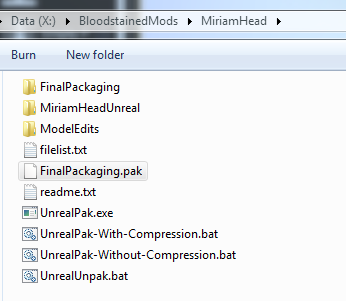 Data (X:) ▸ BloodstainedMods ▸ MiriamHead ▸
Burn New folder
FinalPackaging
MiriamHeadUnreal
ModelEdits
filelist.txt
FinalPackaging.pak
readme.txt
UnrealPak.exe
UnrealPak-With-Compression.bat
UnrealPak-Without-Compression.bat
UnrealUnpak.bat